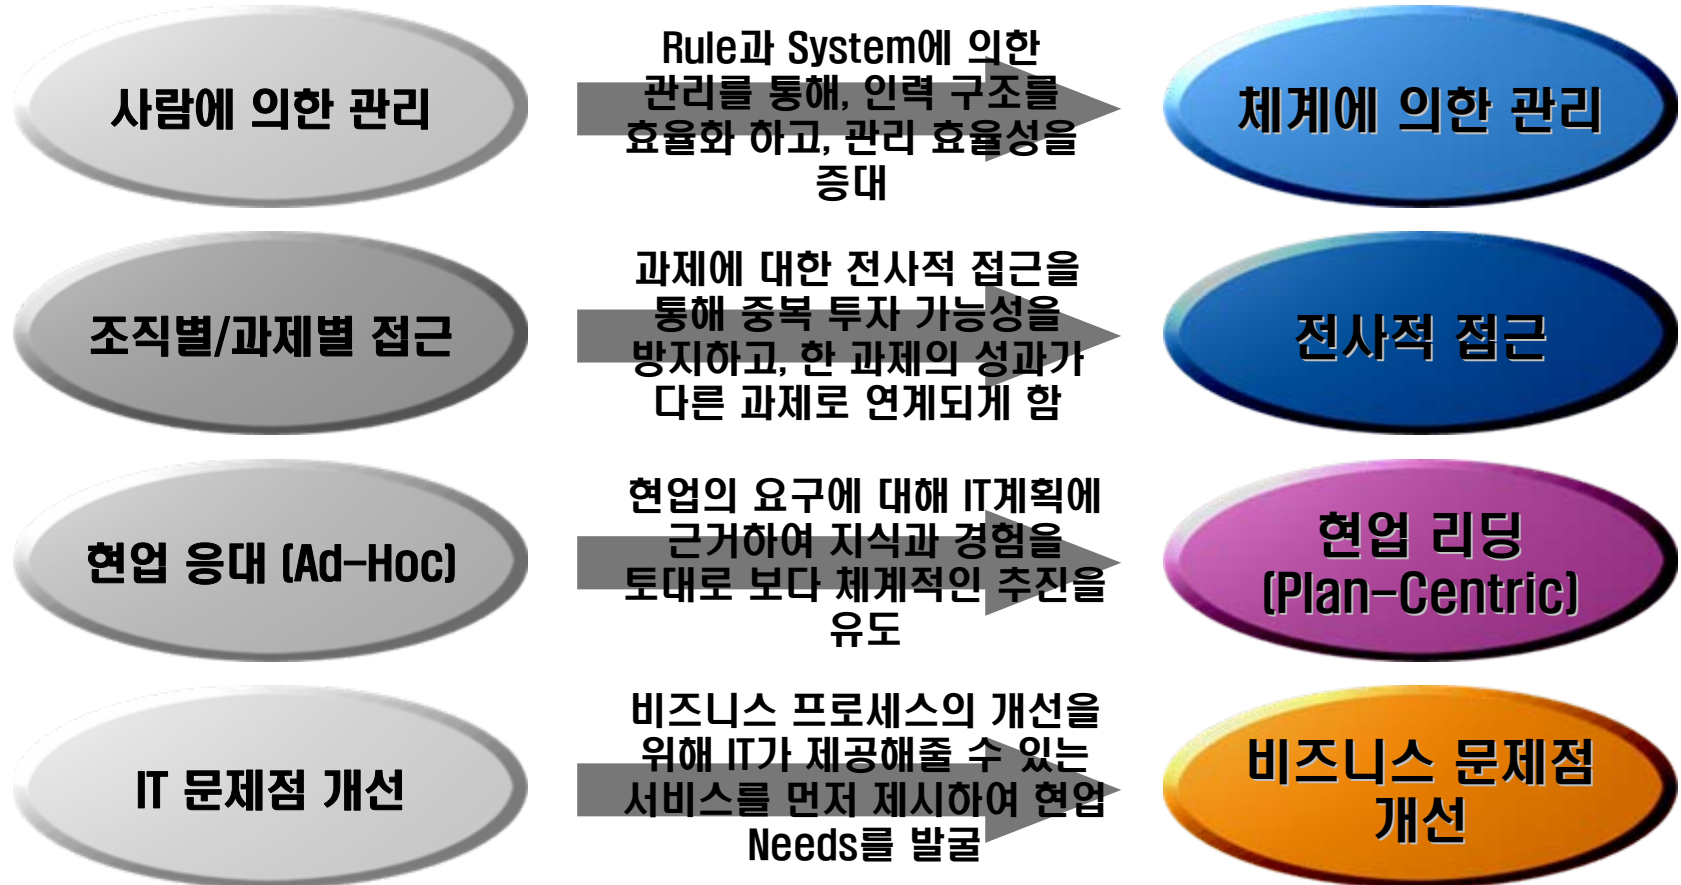 사람에 의한 관리
Rule과 System에 의한
관리를 통해, 인력 구조를
효율화 하고, 관리 효율성을
증대
체계에 의한 관리
조직별/과제별 접근
과제에 대한 전사적 접근을
통해 중복 투자 가능성을
방지하고, 한 과제의 성과가
다른 과제로 연계되게 함
전사적 접근
현업 응대 (Ad-Hoc)
현업의 요구에 대해 IT계획에
근거하여 지식과 경험을
토대로 보다 체계적인 추진을
유도
현업 리딩
(Plan-Centric)
IT 문제점 개선
비즈니스 프로세스의 개선을
위해 IT가 제공해줄 수 있는
서비스를 먼저 제시하여 현업
Needs를 발굴
비즈니스 문제점
개선